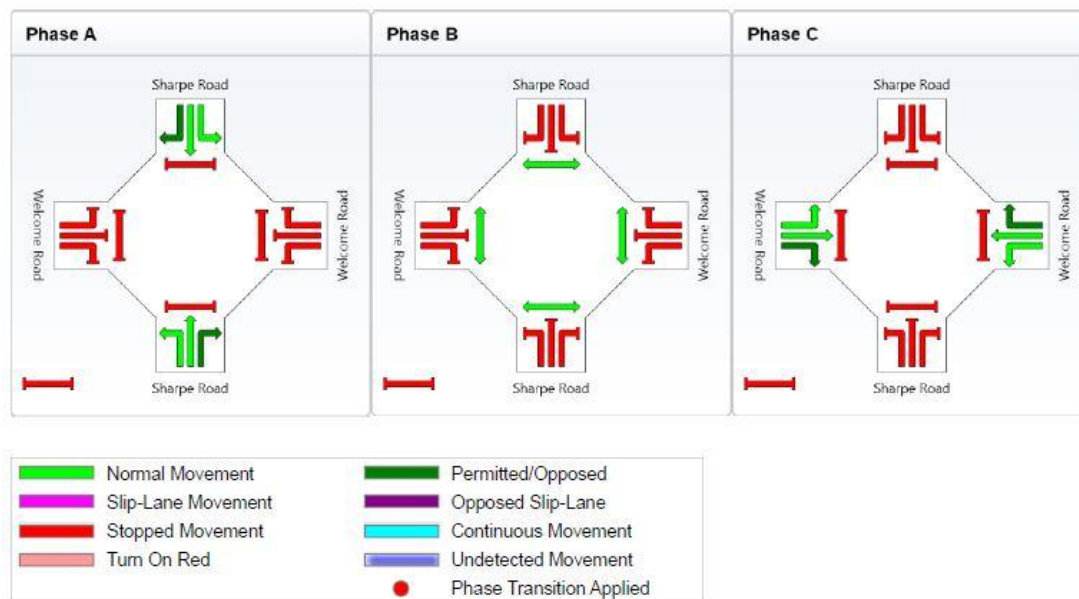 Phase A
Phase B
Phase C
Sharpe Road
Sharpe Road
Sharpe Road
Welcome Road
Welcome Road
Welcome Road
Welcome Road
Welcome Road
Welcome Road
Sharpe Road
Sharpe Road
Sharpe Road
Normal Movement
Permitted/Opposed
Slip-Lane Movement
Opposed Slip-Lane
Stopped Movement
Continuous Movement
Turn On Red
Undetected Movement
Phase Transition Applied